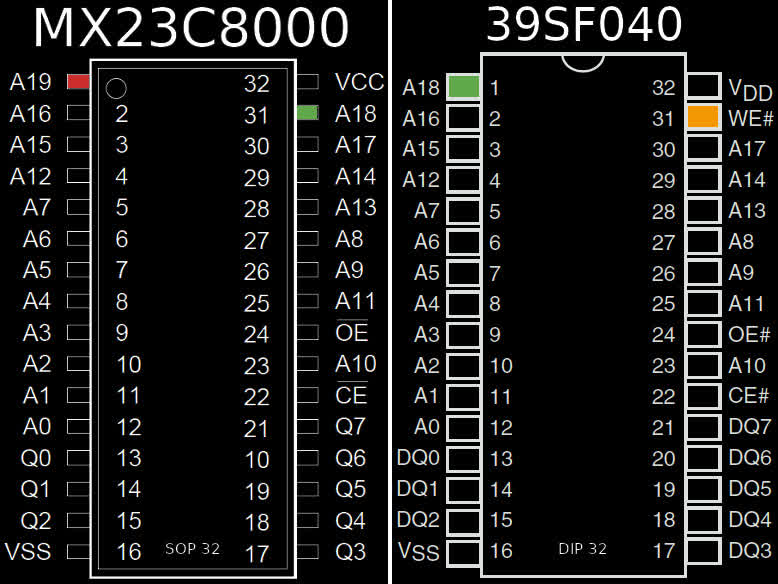 MX23C8000
A19 32 VCC
A16 2 31 A18
A15 3 30 A17
A12 4 29 A14
A7 5 28 A13
A6 6 27 A8
A5 7 26 A9
A4 8 25 A11
A3 9 24 OE
A2 10 23 A10
A1 11 22 CE
A0 12 21 Q7
Q0 13 10 Q6
Q1 14 19 Q5
Q2 15 18 Q4
VSS 16 SOP 32 17 Q3
39SF040
A18 1 32 VDD
A16 2 31 WE#
A15 3 30 A17
A12 4 29 A14
A7 5 28 A13
A6 6 27 A8
A5 7 26 A9
A4 8 25 A11
A3 9 24 OE#
A2 10 23 A10
A1 11 22 CE#
A0 12 21 DQ7
DQ0 13 20 DQ6
DQ1 14 19 DQ5
DQ2 15 18 DQ4
VSS 16 DIP 32 17 DQ3